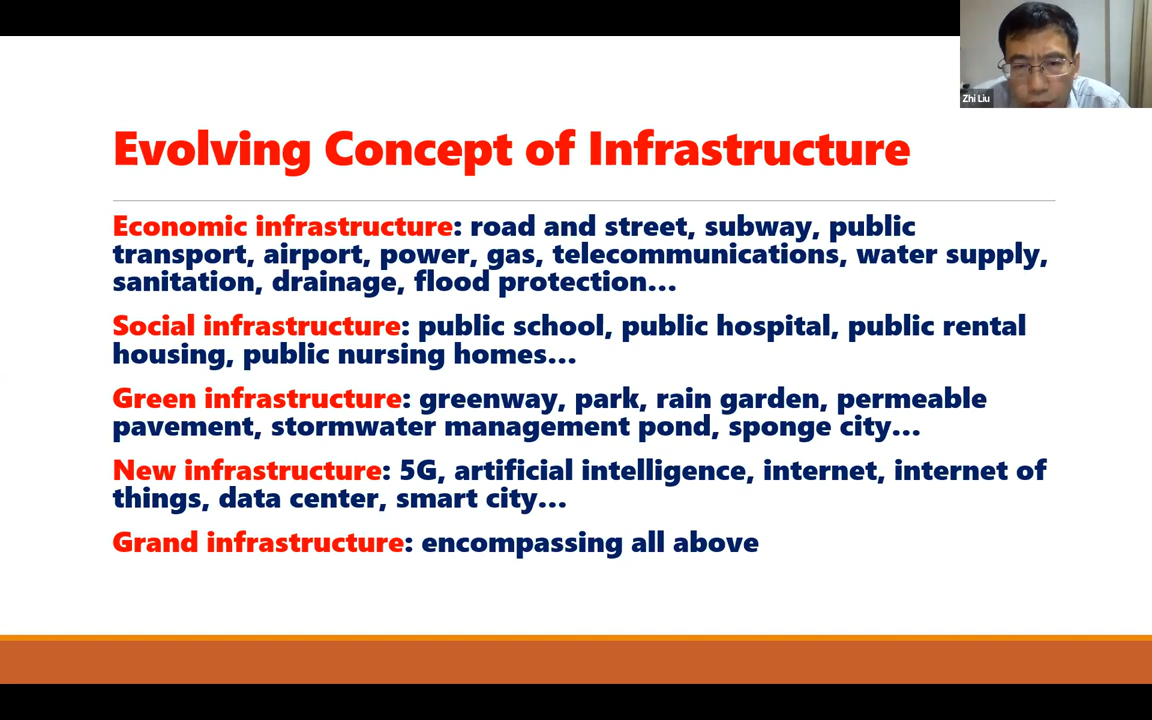 Zhi Liu
Evolving Concept of Infrastructure
Economic infrastructure: road and street, subway, public
transport, airport, power, gas, telecommunications, water supply,
sanitation, drainage, flood protection...
Social infrastructure: public school, public hospital, public rental
housing, public nursing homes...
Green infrastructure: greenway, park, rain garden, permeable
pavement, stormwater management pond, sponge city...
New infrastructure: 5G, artificial intelligence, internet, internet of
things, data center, smart city...
Grand infrastructure: encompassing all above